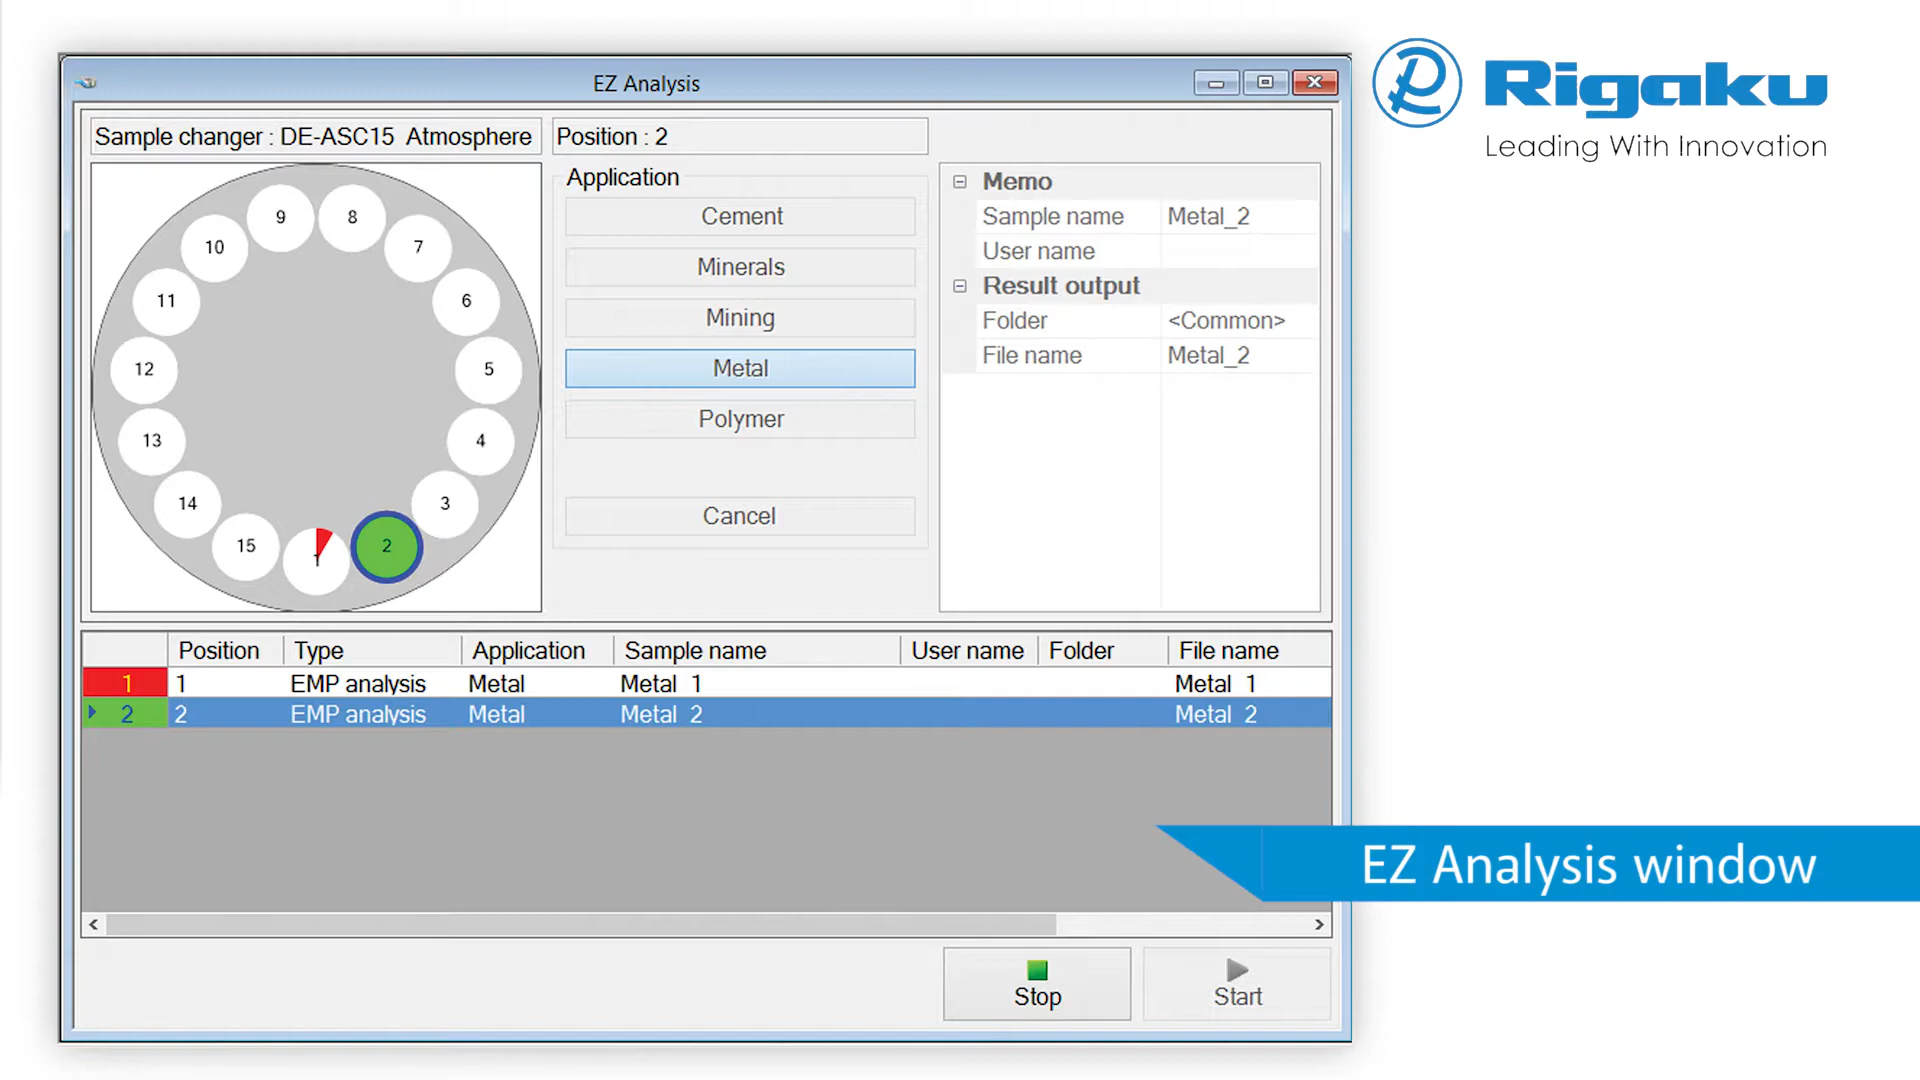 EZ Analysis
Rigaku
Leading With Innovation
Sample changer : DE-ASC15 Atmosphere
Position : 2
9 8
10 7
11 6
12 5
13 4
14 3
15 1 2
Application
Cement
Minerals
Mining
Metal
Polymer
Cancel
Memo
Sample name Metal_2
User name
Result output
Folder <Common>
File name Metal_2
Position Type Application Sample name User name Folder File name
1 1 EMP analysis Metal Metal 1 Metal 1
2 2 EMP analysis Metal Metal 2 Metal 2
EZ Analysis window
Stop
Start